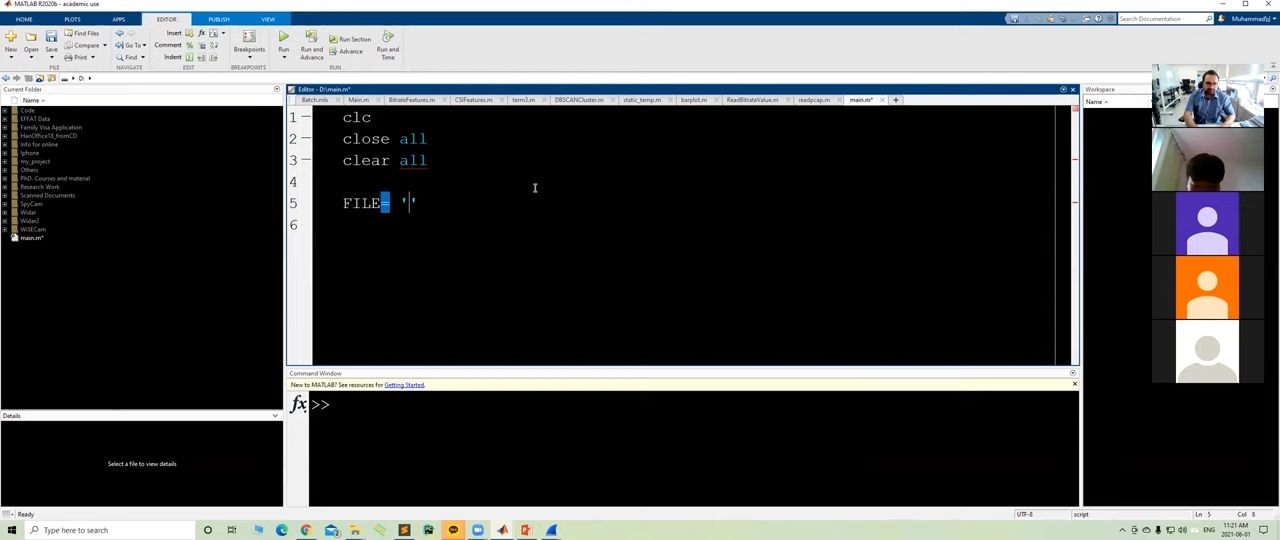 MATLAB R2020b - academic use
HOME PLOTS APPS EDITOR PUBLISH VIEW
Search Documentation
Muhammad
New Open Save Find Files Compare Print
Go To Find
Insert Comment Indent
Breakpoints
Run Run and Advance Run Section Advance Run and Time
FILE NAVIGATE EDIT BREAKPOINTS RUN
D:
Current Folder
Name
Code
EFFAT Data
Family Visa Application
HanOffice18_fromCD
Info for online
Iphone
my_project
Others
PhD. Courses and material
Research Work
Scanned Documents
SpyCam
Widar
Widar2
WiSECam
main.m*
Details
Select a file to view details
Editor - D:\main.m*
Batch.mlx Main.m BitrateFeatures.m CSIFeatures.m term3.m DBSCANCluster.m static_temp.m barplot.m ReadBitrateValue.m readpcap.m main.m*
1 clc
2 close all
3 clear all
4
5 FILE= ''
6
Command Window
New to MATLAB? See resources for Getting Started.
fx >>
Workspace
Name
Ready
UTF-8 script Ln 5 Col 8
Type here to search
ENG
11:21 AM
2021-06-01